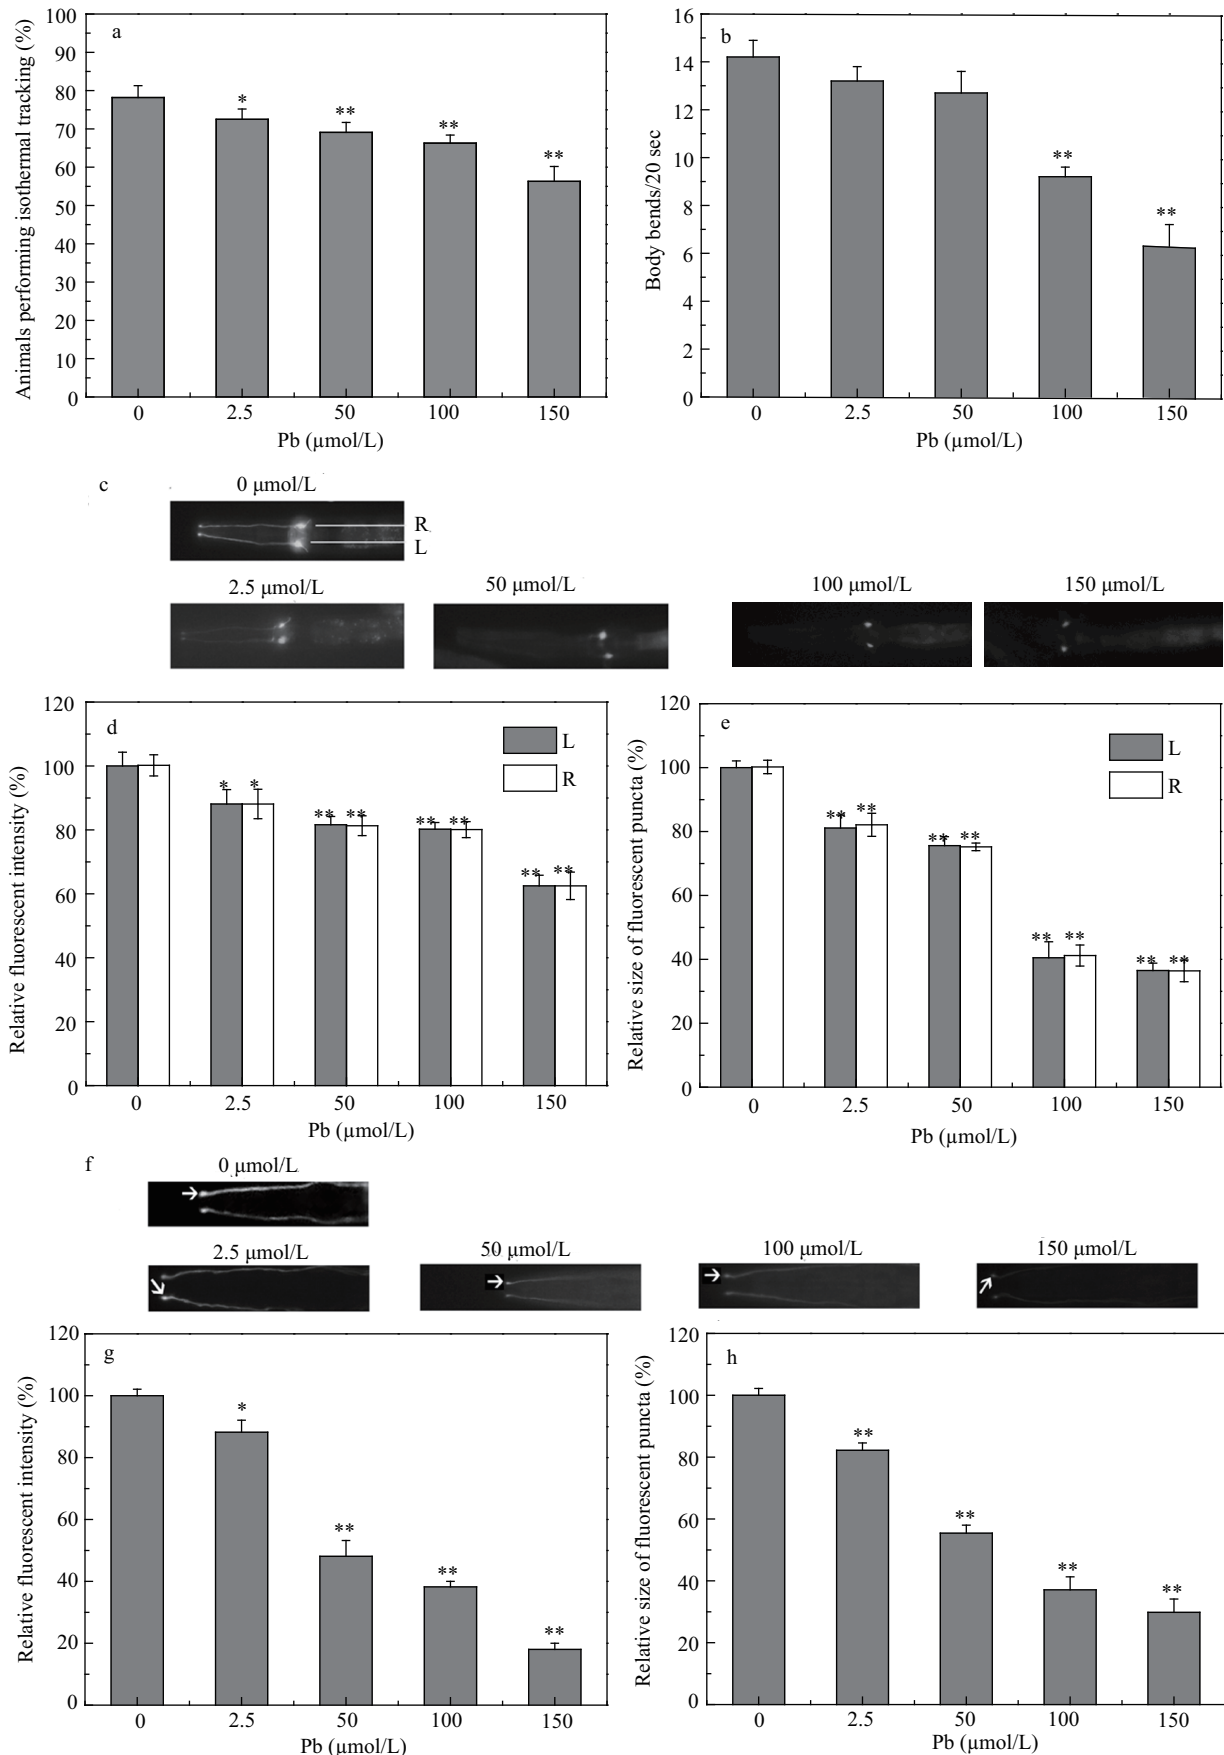 a
Animals performing isothermal tracking (%)
100
90
80
70
60
50
40
30
20
10
0
*
**
**
**
0 2.5 50 100 150
Pb (μmol/L)
b
Body bends/20 sec
16
14
12
10
8
6
4
2
0
**
**
0 2.5 50 100 150
Pb (μmol/L)
c
0 μmol/L
R
L
2.5 μmol/L
50 μmol/L
100 μmol/L
150 μmol/L
d
Relative fluorescent intensity (%)
120
100
80
60
40
20
0
L
R
* *
** **
** **
** **
0 2.5 50 100 150
Pb (μmol/L)
e
Relative size of fluorescent puncta (%)
120
100
80
60
40
20
0
L
R
** **
** **
** **
** **
0 2.5 50 100 150
Pb (μmol/L)
f
0 μmol/L
2.5 μmol/L
50 μmol/L
100 μmol/L
150 μmol/L
g
Relative fluorescent intensity (%)
120
100
80
60
40
20
0
*
**
**
**
0 2.5 50 100 150
Pb (μmol/L)
h
Relative size of fluorescent puncta (%)
120
100
80
60
40
20
0
**
**
**
**
0 2.5 50 100 150
Pb (μmol/L)